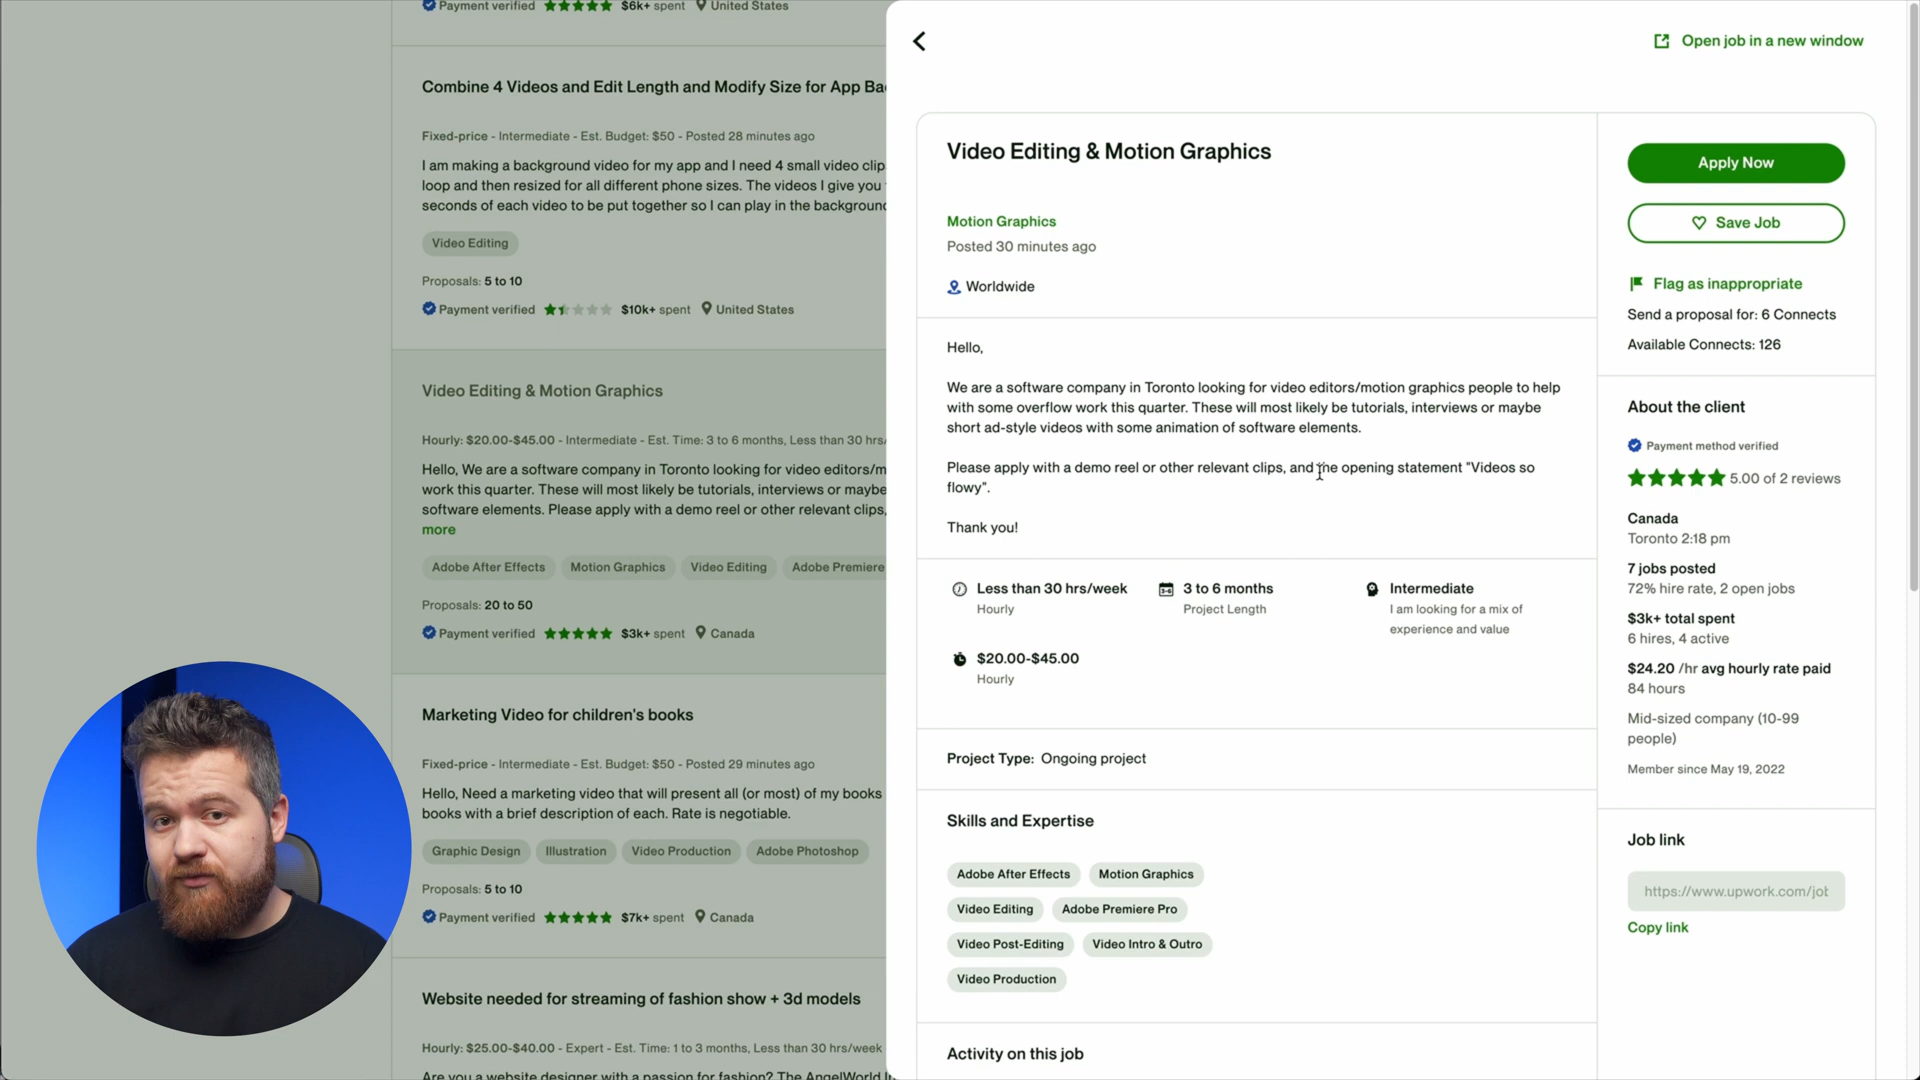 Payment verified $6k+ spent United States
Combine 4 Videos and Edit Length and Modify Size for App Ba
Fixed-price - Intermediate - Est. Budget: $50 - Posted 28 minutes ago
I am making a background video for my app and I need 4 small video clip
loop and then resized for all different phone sizes. The videos I give you
seconds of each video to be put together so I can play in the background
Video Editing
Proposals: 5 to 10
Payment verified $10k+ spent United States
Video Editing & Motion Graphics
Hourly: $20.00-$45.00 - Intermediate - Est. Time: 3 to 6 months, Less than 30 hrs/
Hello, We are a software company in Toronto looking for video editors/m
work this quarter. These will most likely be tutorials, interviews or maybe
software elements. Please apply with a demo reel or other relevant clips,
more
Adobe After Effects Motion Graphics Video Editing Adobe Premiere
Proposals: 20 to 50
Payment verified $3k+ spent Canada
Marketing Video for children's books
Fixed-price - Intermediate - Est. Budget: $50 - Posted 29 minutes ago
Hello, Need a marketing video that will present all (or most) of my books
books with a brief description of each. Rate is negotiable.
Graphic Design Illustration Video Production Adobe Photoshop
Proposals: 5 to 10
Payment verified $7k+ spent Canada
Website needed for streaming of fashion show + 3d models
Hourly: $25.00-$40.00 - Expert - Est. Time: 1 to 3 months, Less than 30 hrs/week
Are you a website designer with a passion for fashion? The AngelWorld
Open job in a new window
Video Editing & Motion Graphics
Motion Graphics
Posted 30 minutes ago
Worldwide
Hello,
We are a software company in Toronto looking for video editors/motion graphics people to help
with some overflow work this quarter. These will most likely be tutorials, interviews or maybe
short ad-style videos with some animation of software elements.
Please apply with a demo reel or other relevant clips, and the opening statement "Videos so
flowy".
Thank you!
Less than 30 hrs/week
Hourly
3 to 6 months
Project Length
Intermediate
I am looking for a mix of
experience and value
$20.00-$45.00
Hourly
Project Type: Ongoing project
Skills and Expertise
Adobe After Effects Motion Graphics
Video Editing Adobe Premiere Pro
Video Post-Editing Video Intro & Outro
Video Production
Activity on this job
Apply Now
Save Job
Flag as inappropriate
Send a proposal for: 6 Connects
Available Connects: 126
About the client
Payment method verified
5.00 of 2 reviews
Canada
Toronto 2:18 pm
7 jobs posted
72% hire rate, 2 open jobs
$3k+ total spent
6 hires, 4 active
$24.20 /hr avg hourly rate paid
84 hours
Mid-sized company (10-99
people)
Member since May 19, 2022
Job link
https://www.upwork.com/jot
Copy link